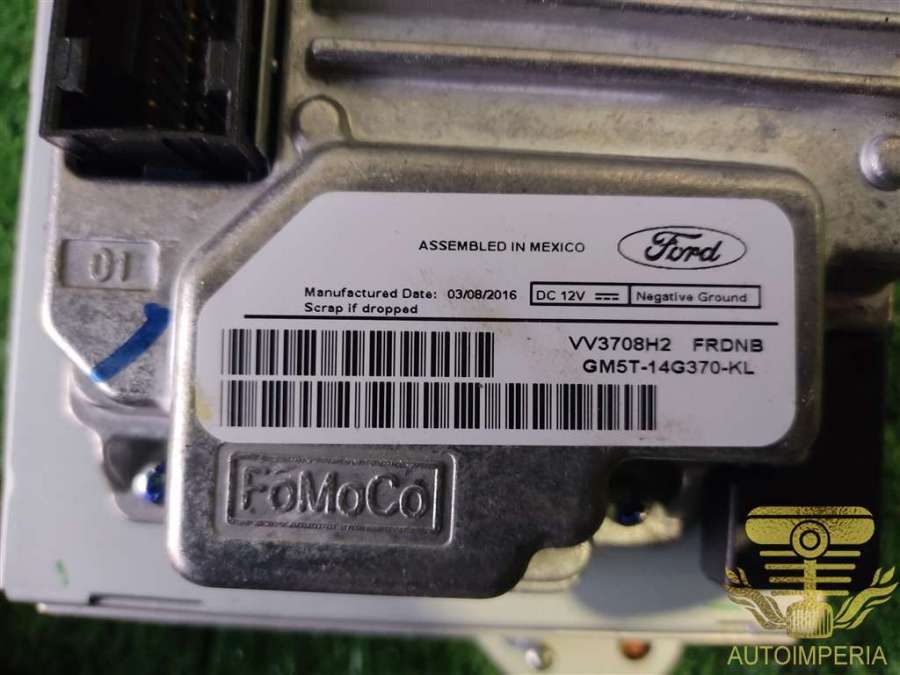 01
ASSEMBLED IN MEXICO
Ford
Manufactured Date: 03/08/2016
DC 12V
Negative Ground
Scrap if dropped
VV3708H2 FRDNB
GM5T-14G370-KL
FoMoCo
AUTOIMPERIA